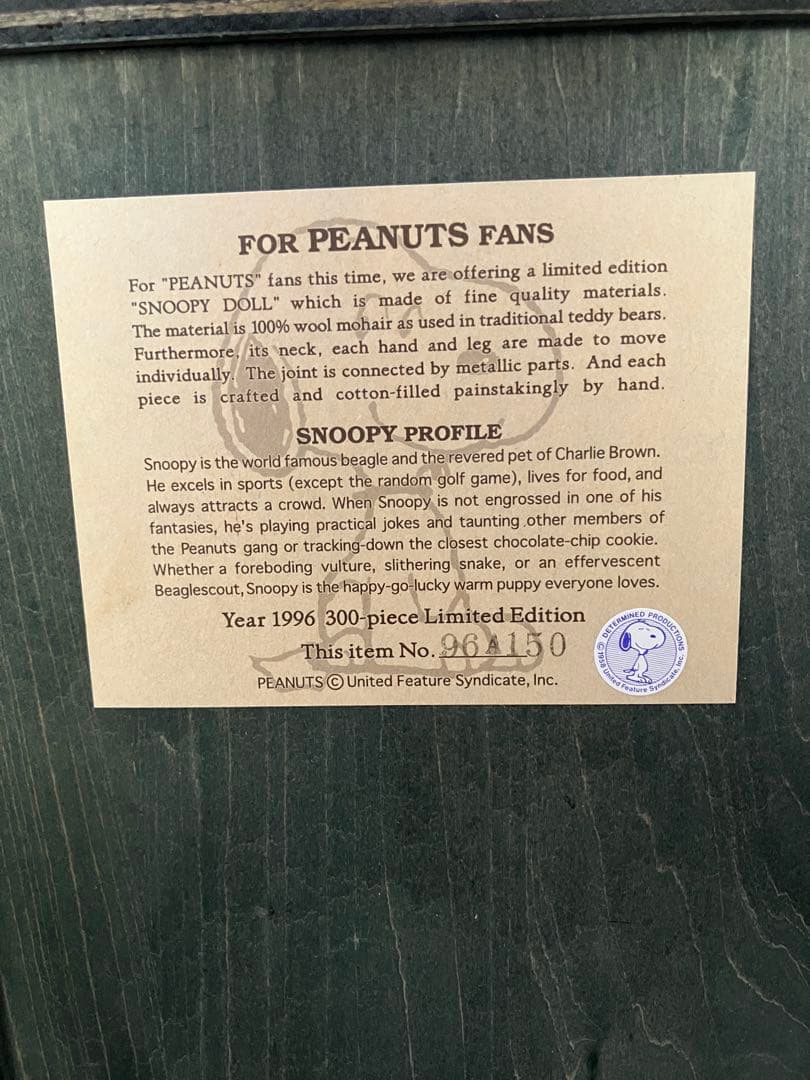 FOR PEANUTS FANS
For "PEANUTS" fans this time, we are offering a limited edition
"SNOOPY DOLL" which is made of fine quality materials.
The material is 100% wool mohair as used in traditional teddy bears.
Furthermore, its neck, each hand and leg are made to move
individually. The joint is connected by metallic parts. And each
piece is crafted and cotton-filled painstakingly by hand.
SNOOPY PROFILE
Snoopy is the world famous beagle and the revered pet of Charlie Brown.
He excels in sports (except the random golf game), lives for food, and
always attracts a crowd. When Snoopy is not engrossed in one of his
fantasies, he's playing practical jokes and taunting other members of
the Peanuts gang or tracking-down the closest chocolate-chip cookie.
Whether a foreboding vulture, slithering snake, or an effervescent
Beaglescout, Snoopy is the happy-go-lucky warm puppy everyone loves.
Year 1996 300-piece Limited Edition
This item No. 96A150
PEANUTS © United Feature Syndicate, Inc.
DETERMINED PRODUCTIONS
© 1958 United Feature Syndicate, Inc.